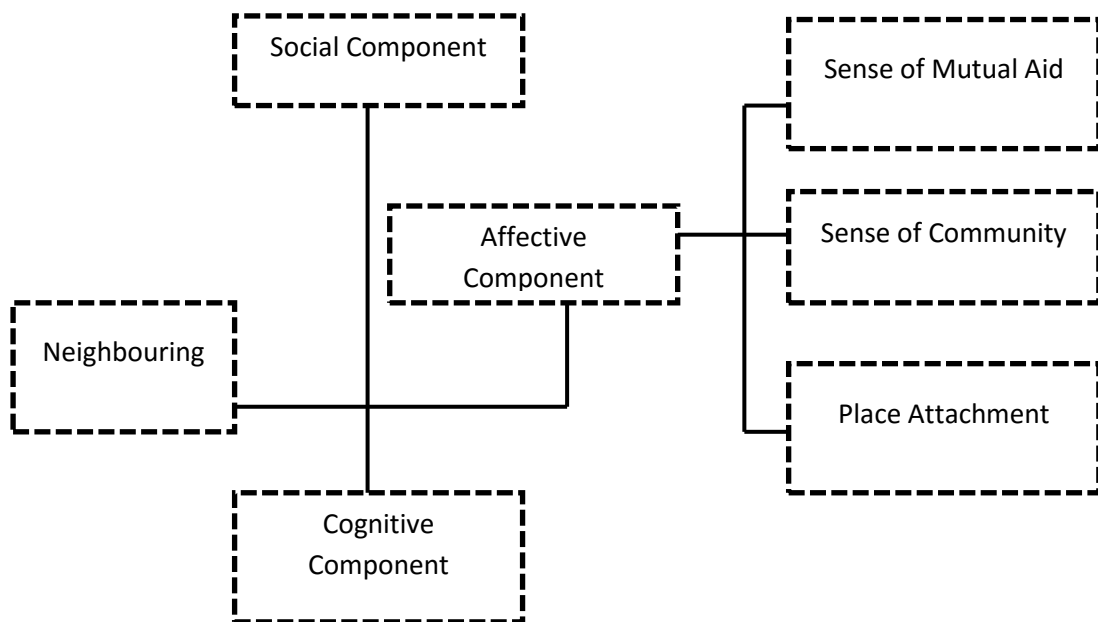 Social Component
Sense of Mutual Aid
Affective
Component
Sense of Community
Neighbouring
Place Attachment
Cognitive
Component